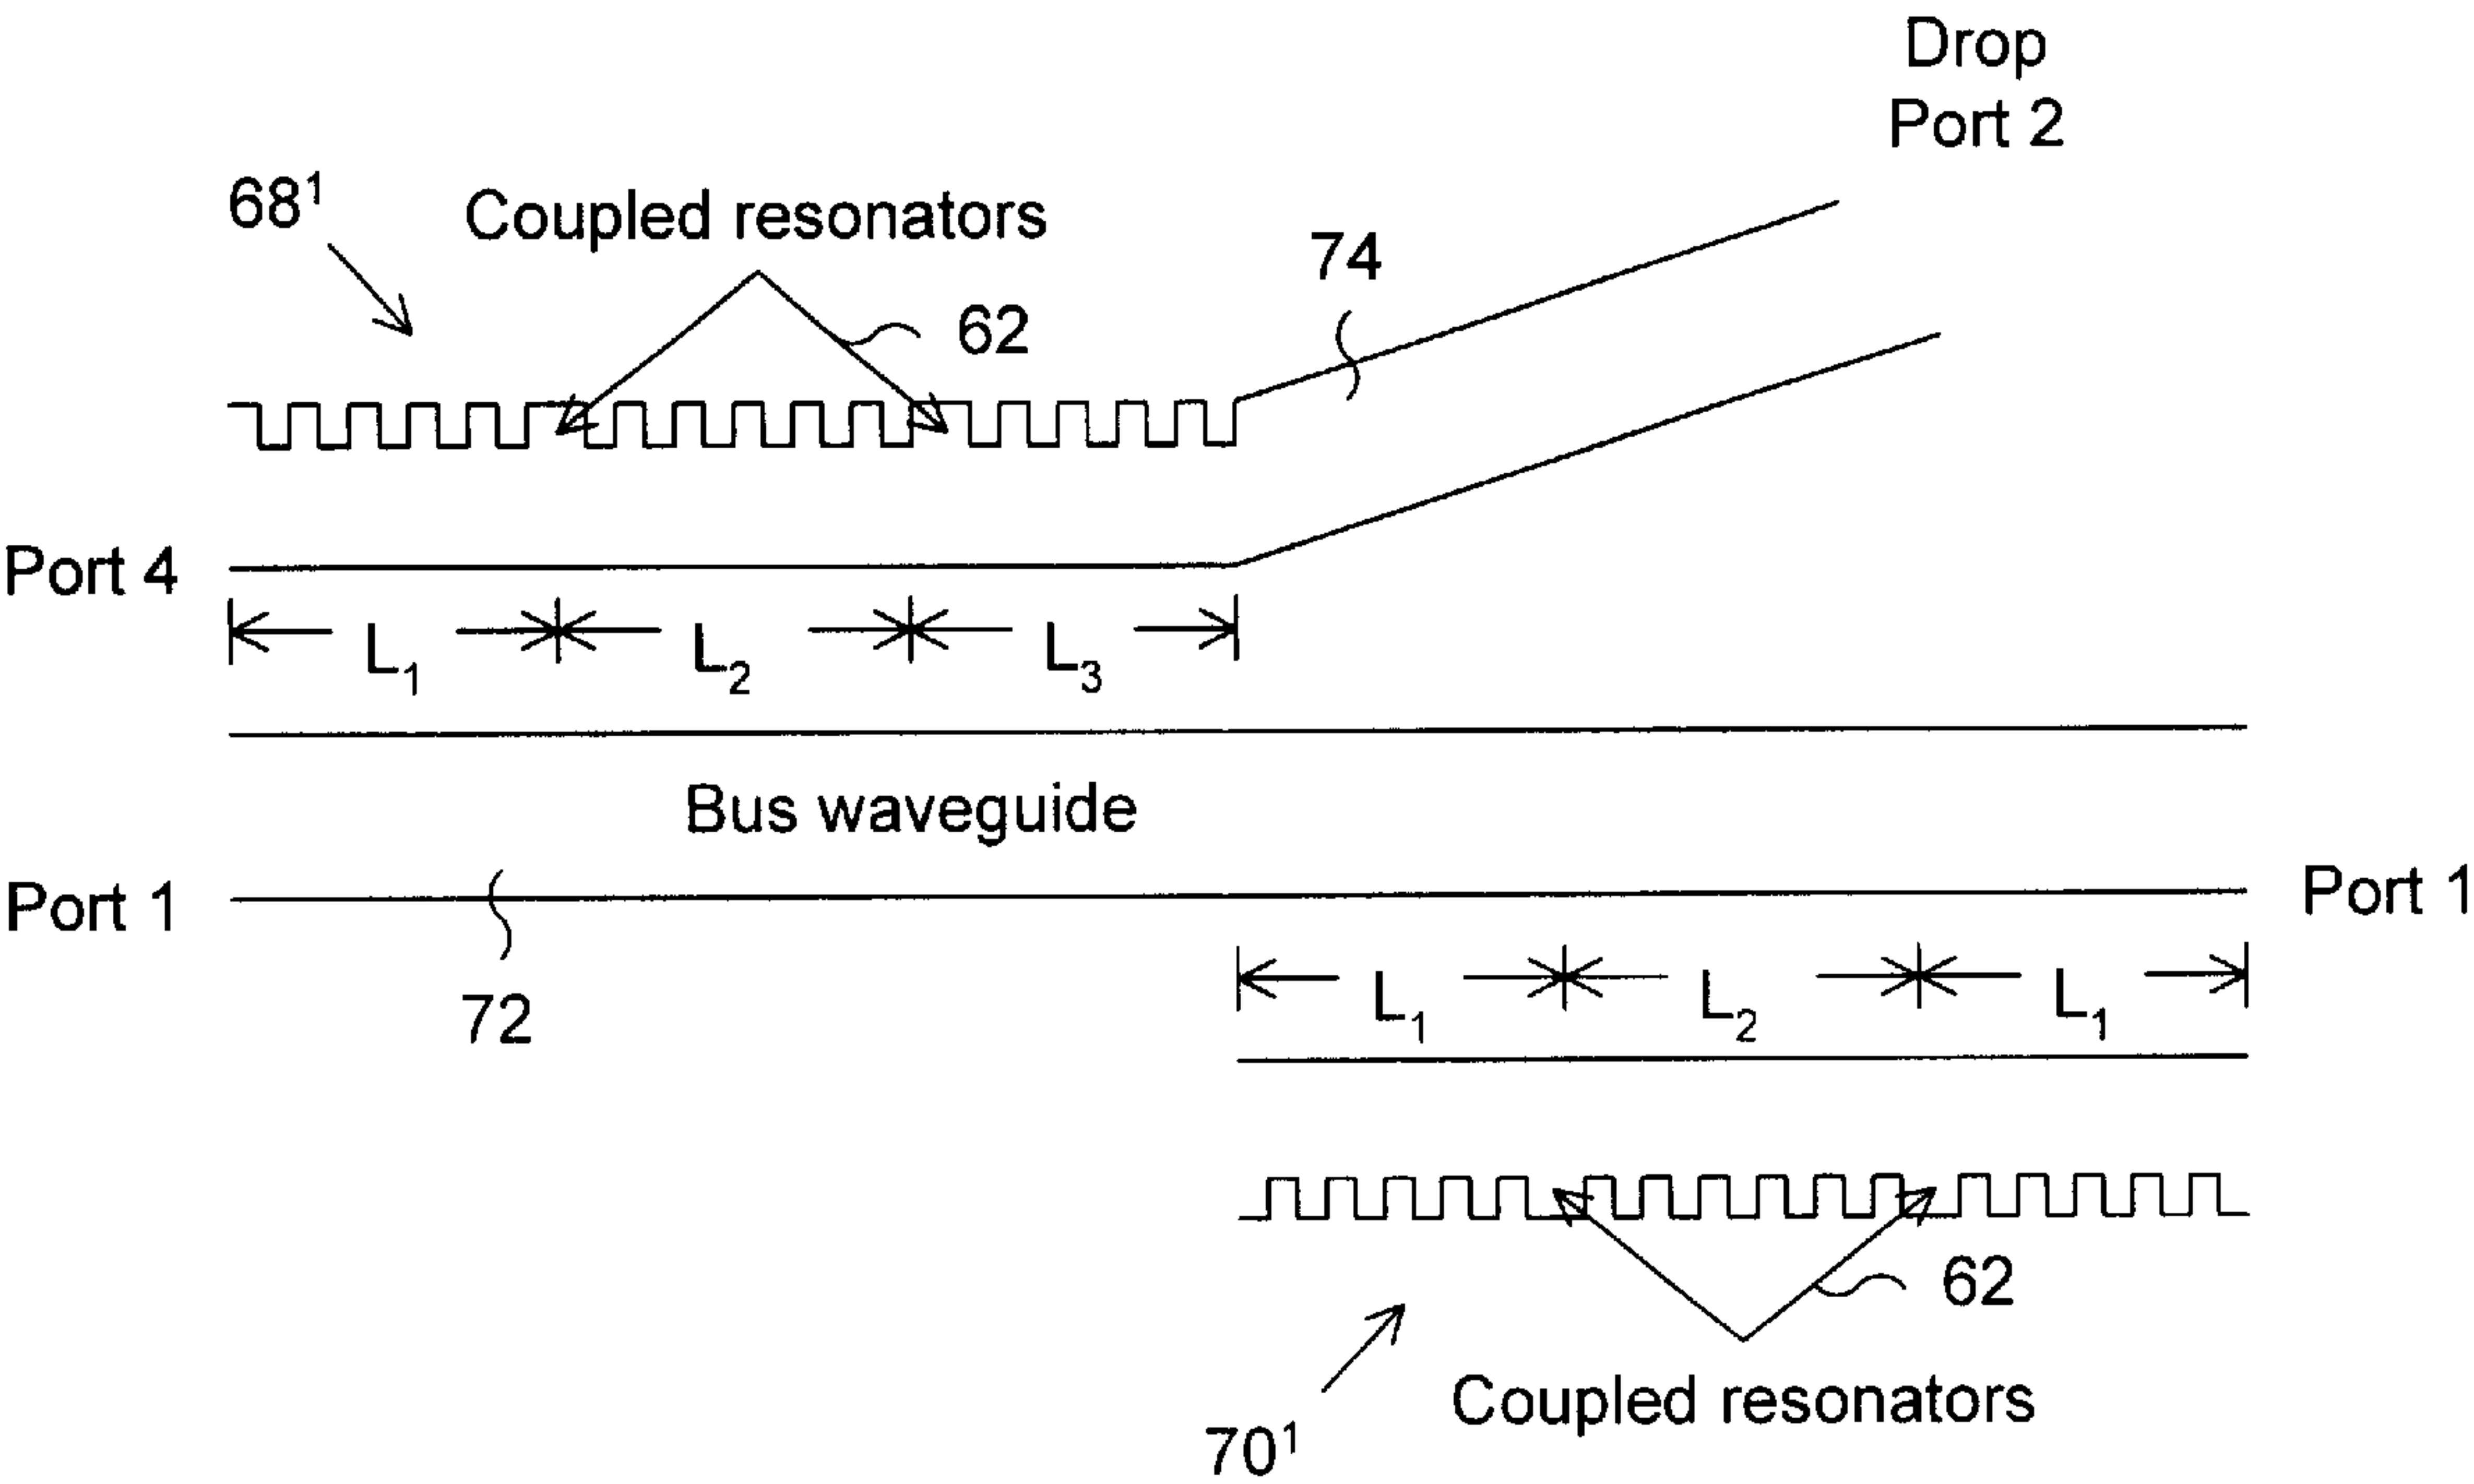 Drop
Port 2
68¹
Coupled resonators
74
62
Port 4
L₁
L₂
L₃
Bus waveguide
Port 1
Port 1
72
L₁
L₂
L₁
62
Coupled resonators
70¹